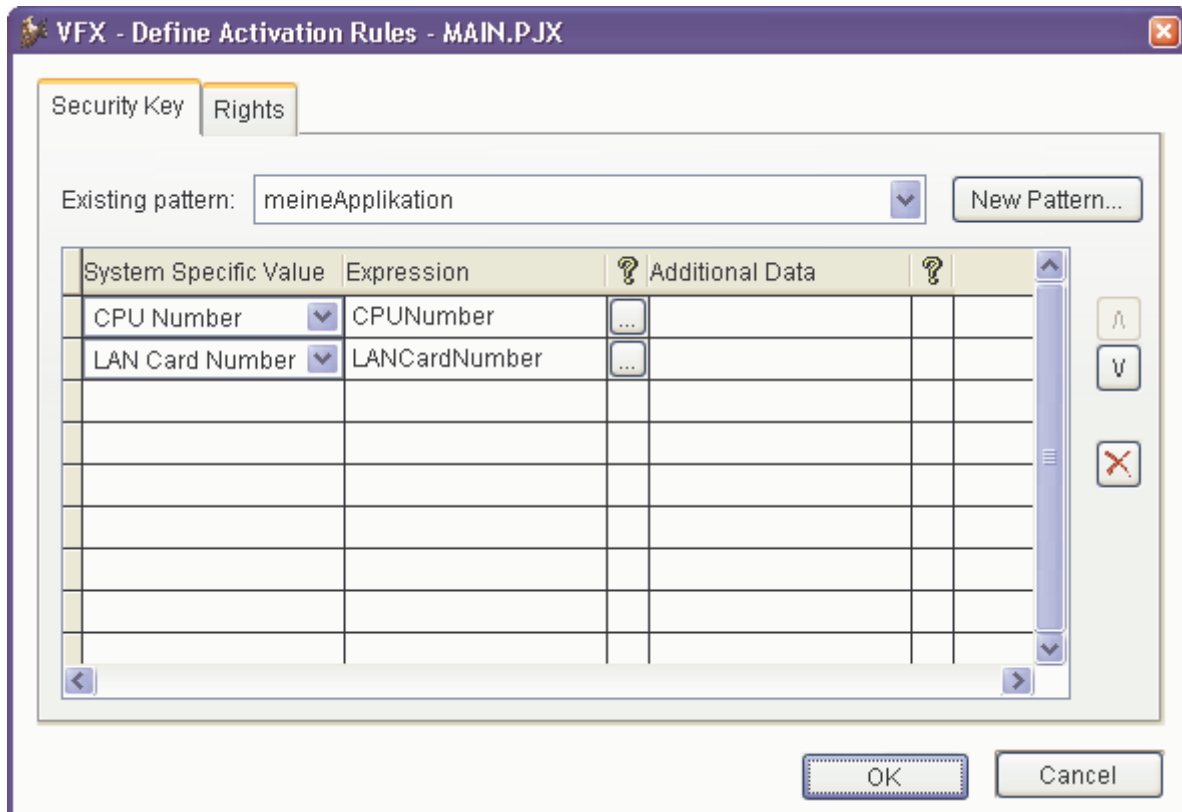 VFX - Define Activation Rules - MAIN.PJX
Security Key Rights
Existing pattern: meineApplikation New Pattern...
System Specific Value Expression ? Additional Data ?
CPU Number CPUNumber ...
LAN Card Number LANCardNumber ...
OK Cancel